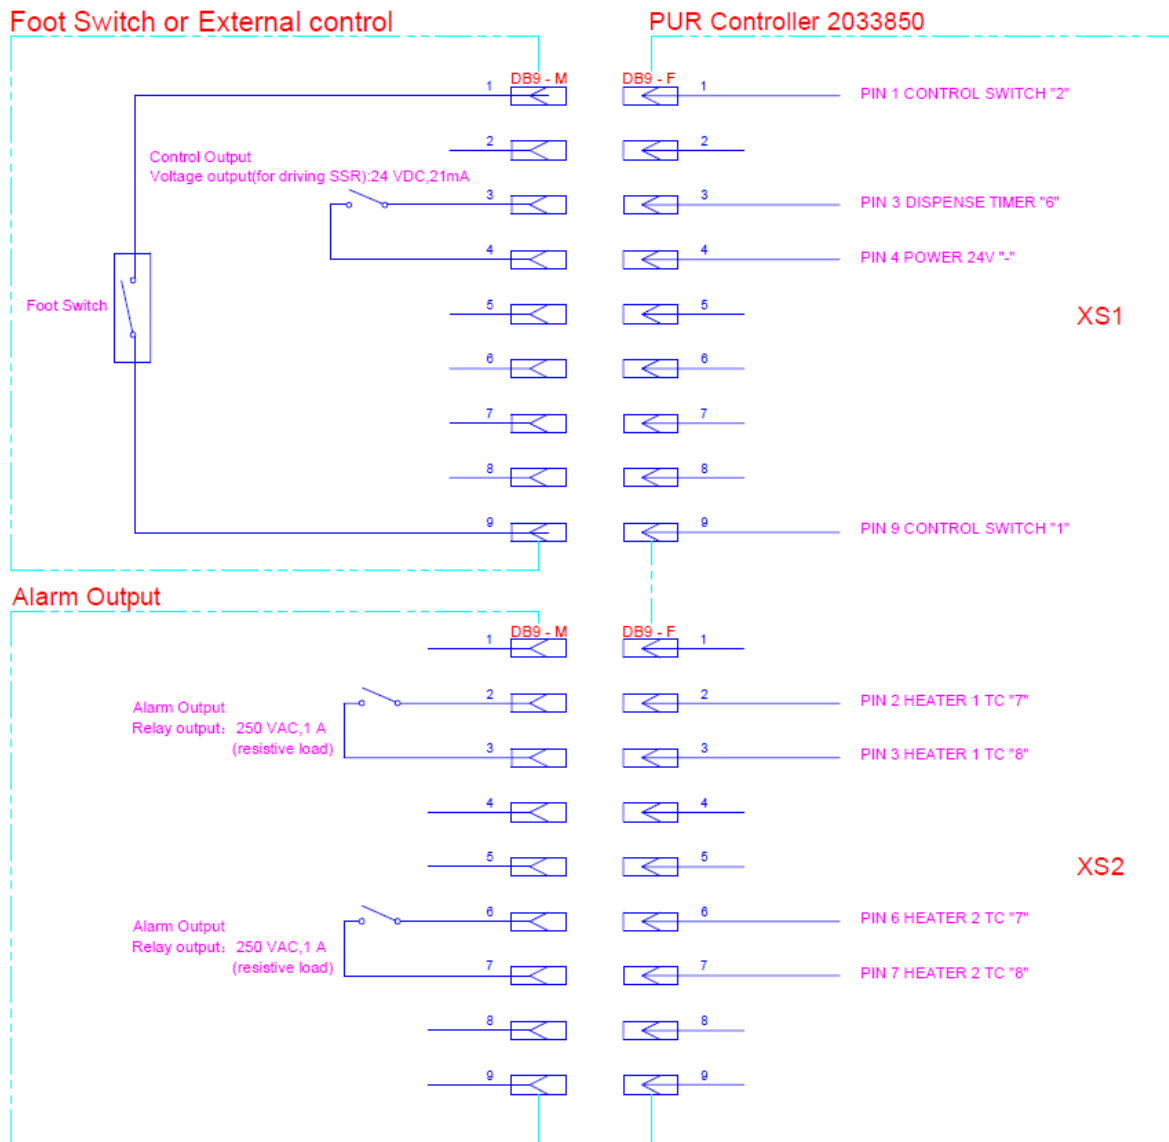 Foot Switch or External control
PUR Controller 2033850
DB9 - M
DB9 - F
1
1
PIN 1 CONTROL SWITCH "2"
2
2
Control Output
Voltage output(for driving SSR):24 VDC,21mA
3
3
PIN 3 DISPENSE TIMER "6"
4
4
PIN 4 POWER 24V "-"
Foot Switch
5
5
XS1
6
6
7
7
8
8
9
9
PIN 9 CONTROL SWITCH "1"
Alarm Output
DB9 - M
DB9 - F
1
1
Alarm Output
Relay output: 250 VAC,1 A
(resistive load)
2
2
PIN 2 HEATER 1 TC "7"
3
3
PIN 3 HEATER 1 TC "8"
4
4
5
5
XS2
Alarm Output
Relay output: 250 VAC,1 A
(resistive load)
6
6
PIN 6 HEATER 2 TC "7"
7
7
PIN 7 HEATER 2 TC "8"
8
8
9
9